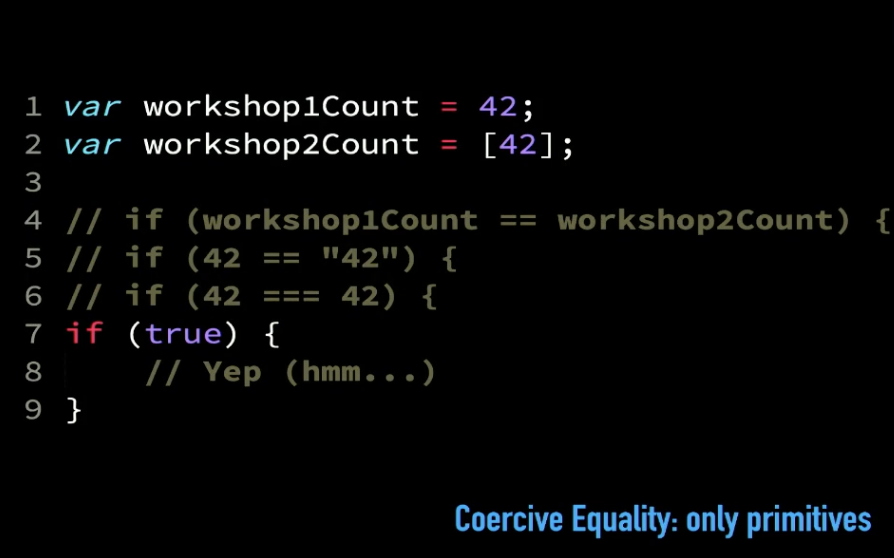 1 var workshop1Count = 42;
2 var workshop2Count = [42];
3
4 // if (workshop1Count == workshop2Count) {
5 // if (42 == "42") {
6 // if (42 === 42) {
7 if (true) {
8     // Yep (hmm...)
9 }
Coercive Equality: only primitives